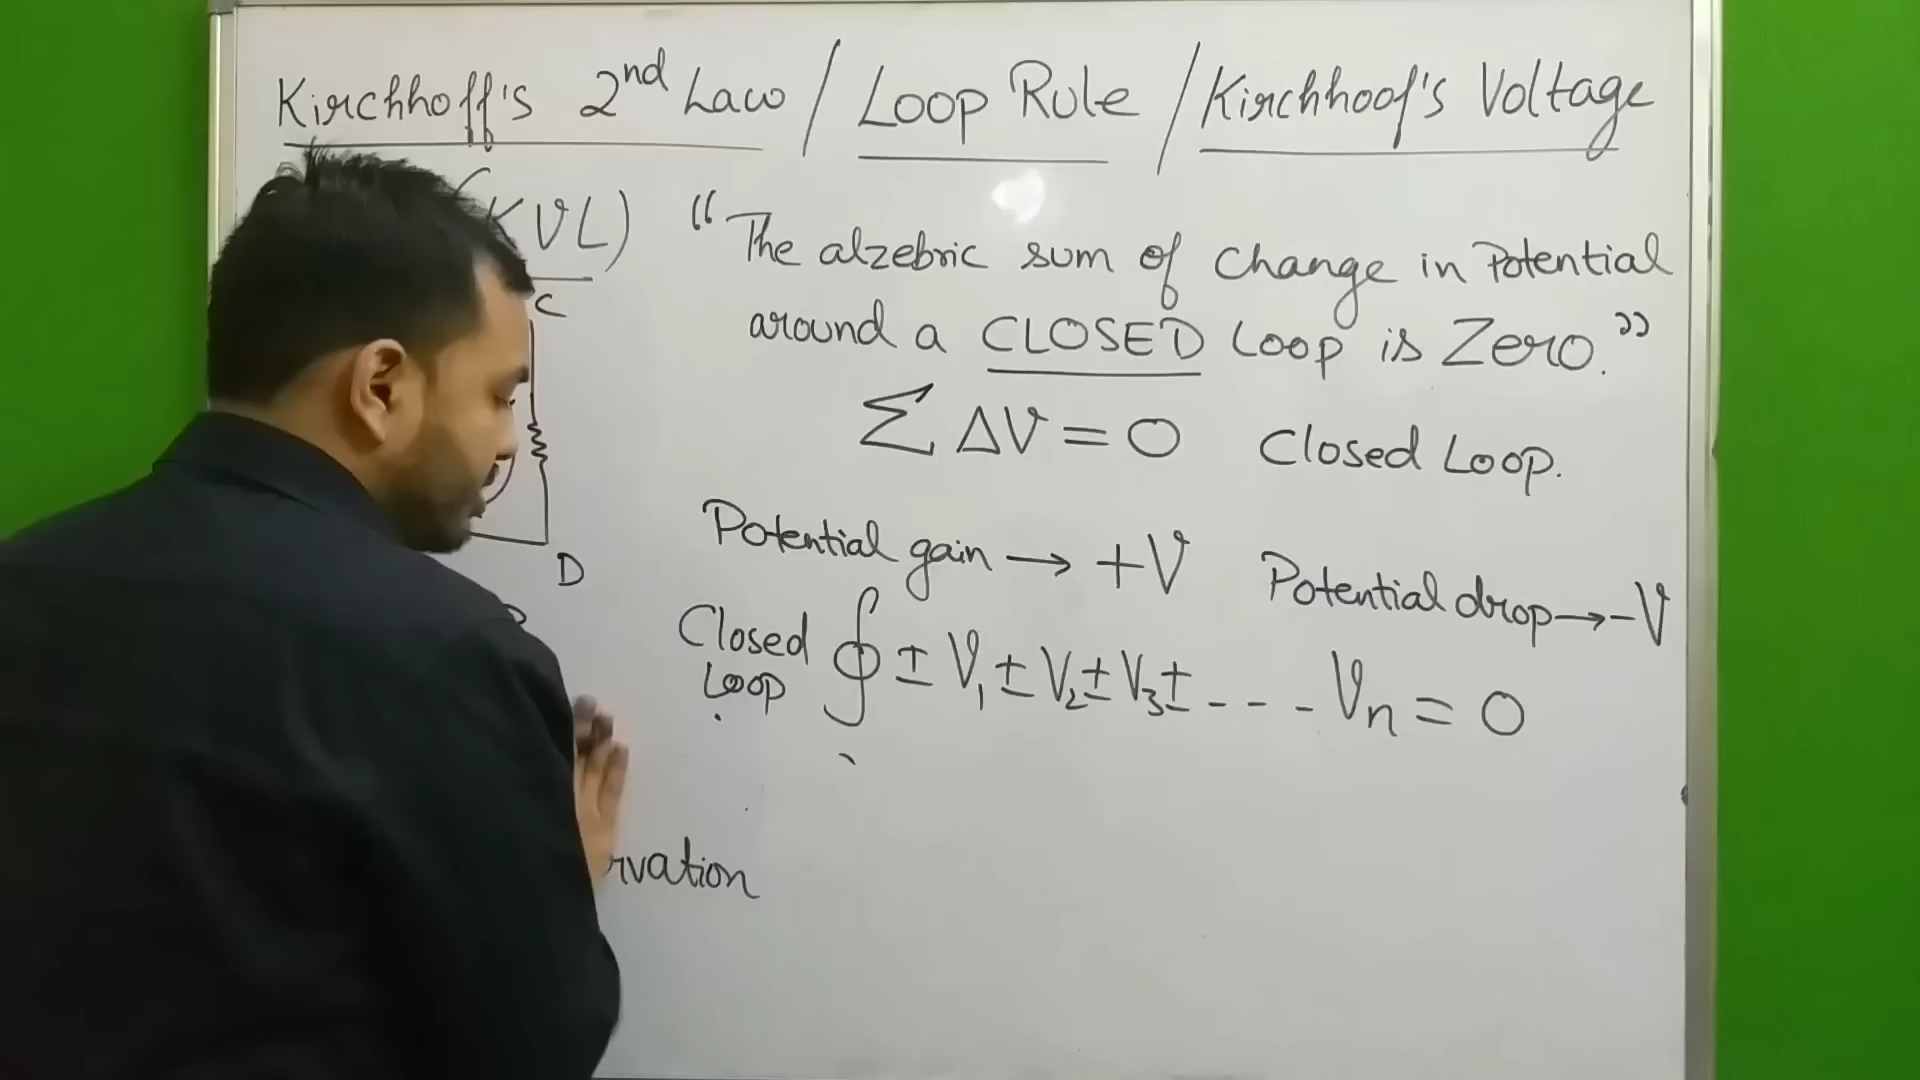 Kirchhoff's 2nd Law / Loop Rule / Kirchhoof's Voltage
(KVL) “The alzebric sum of change in Potential
around a CLOSED Loop is Zero.”
C
∑ ΔV = 0 Closed Loop.
Potential gain → +V Potential drop → -V
D
Closed Loop ∮ ± V₁ ± V₂ ± V₃ ± - - - - Vn = 0
rvation